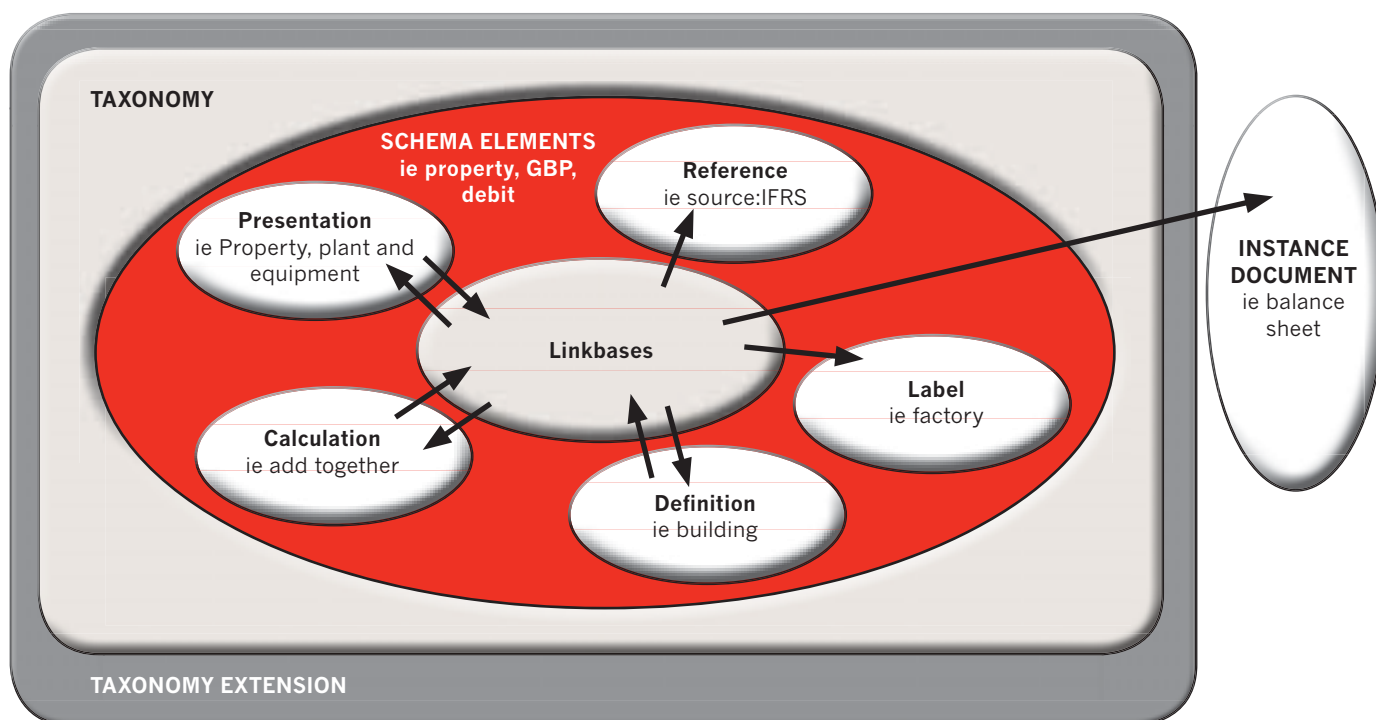 TAXONOMY
SCHEMA ELEMENTS
ie property, GBP,
debit
Reference
ie source:IFRS
Presentation
ie Property, plant and
equipment
INSTANCE
DOCUMENT
ie balance
sheet
Linkbases
Label
ie factory
Calculation
ie add together
Definition
ie building
TAXONOMY EXTENSION